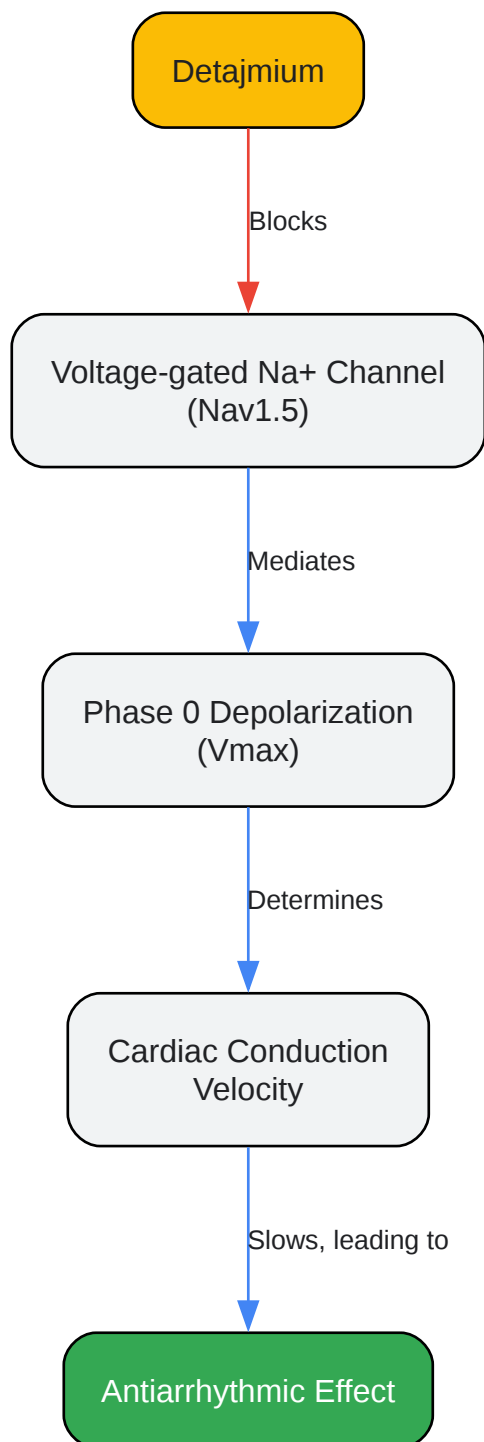 Detajmium
Blocks
Voltage-gated Na+ Channel
(Nav1.5)
Mediates
Phase 0 Depolarization
(Vmax)
Determines
Cardiac Conduction
Velocity
Slows, leading to
Antiarrhythmic Effect